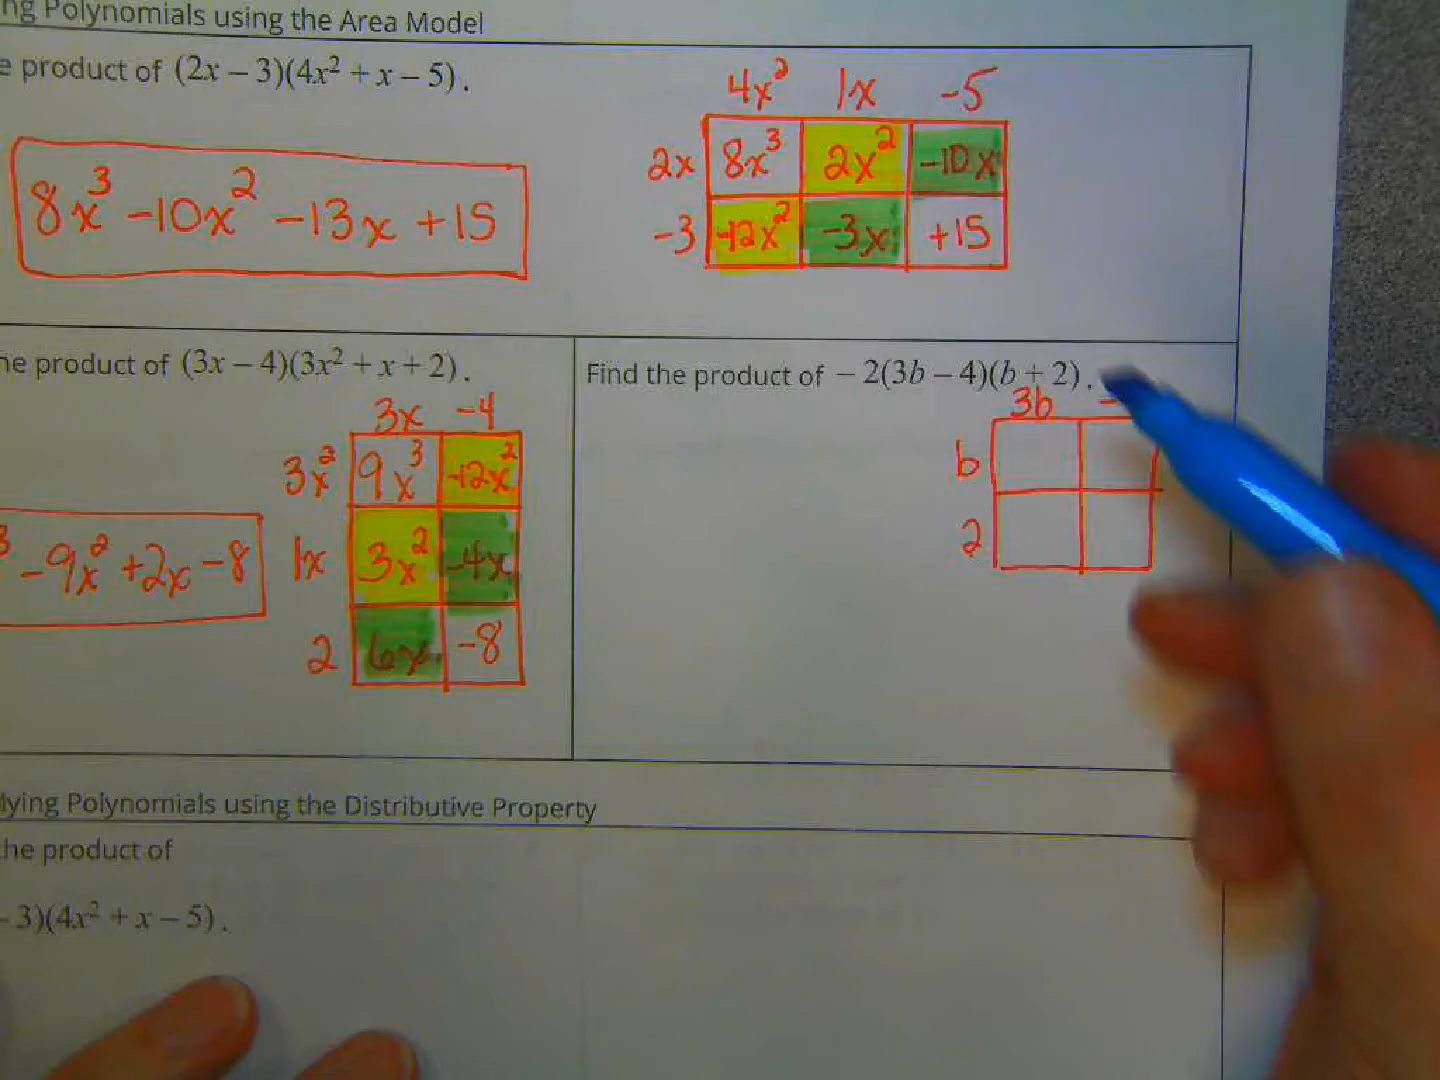 ng Polynomials using the Area Model
e product of (2x – 3)(4x² + x – 5).
4x² 1x -5
2x 8x³ 2x² -10x
-3 -12x² -3x +15
8x³ -10x² -13x +15
he product of (3x – 4)(3x² + x + 2).
3x -4
3x² 9x³ -12x²
1x 3x² -4x
2 6x -8
3 -9x² +2x -8
Find the product of – 2(3b – 4)(b + 2).
3b -
b
2
lying Polynomials using the Distributive Property
the product of
- 3)(4x² + x – 5).